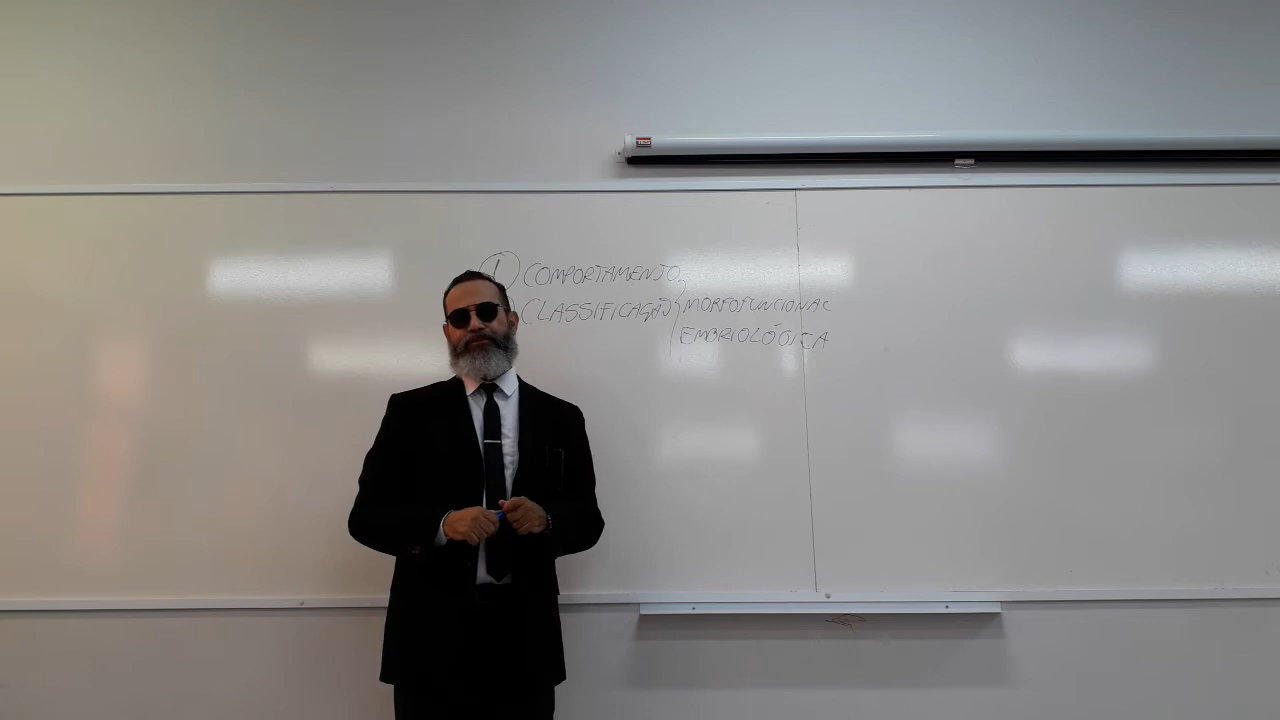 1 COMPORTAMENTO
CLASSIFICAÇÃO
MORFOFUNCIONAL
EMBRIOLÓGICA